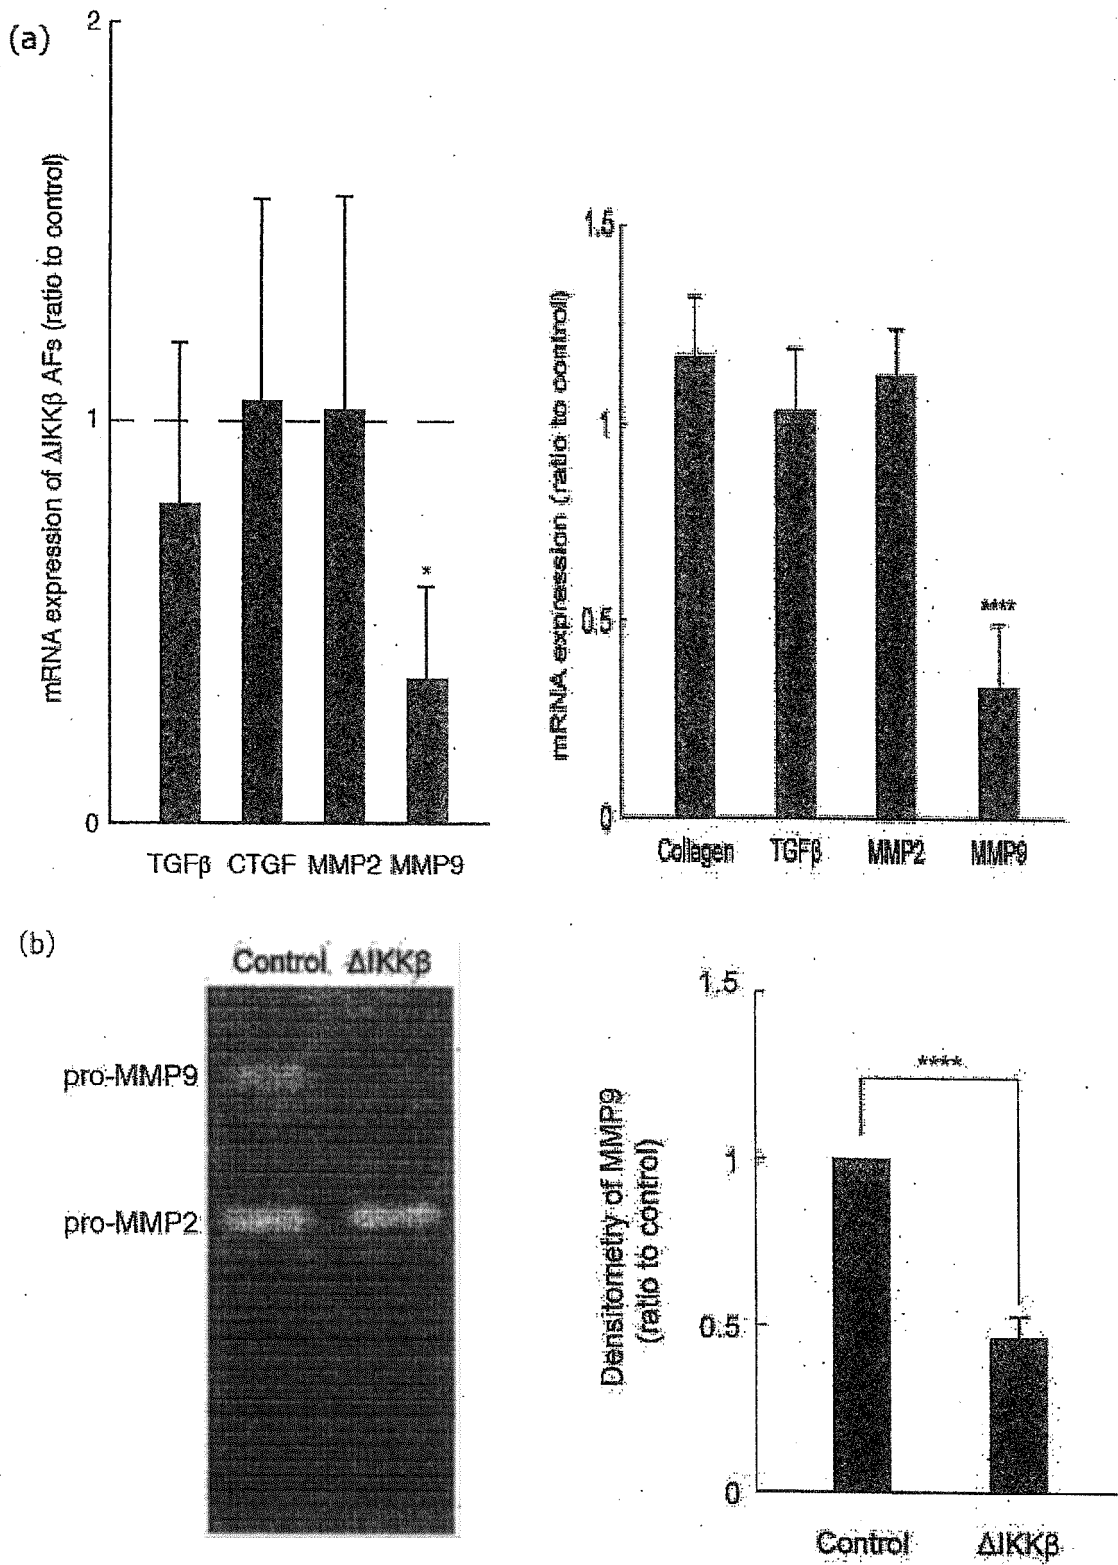 (a)
2
1
0
mRNA expression of ΔIKKβ AFs (ratio to control)
*
TGFβ CTGF MMP2 MMP9
1.5
1
0.5
0
mRNA expression (ratio to control)
****
Collagen TGFβ MMP2 MMP9
(b)
Control ΔIKKβ
pro-MMP9
pro-MMP2
1.5
1
0.5
0
Densitometry of MMP9
(ratio to control)
****
Control ΔIKKβ